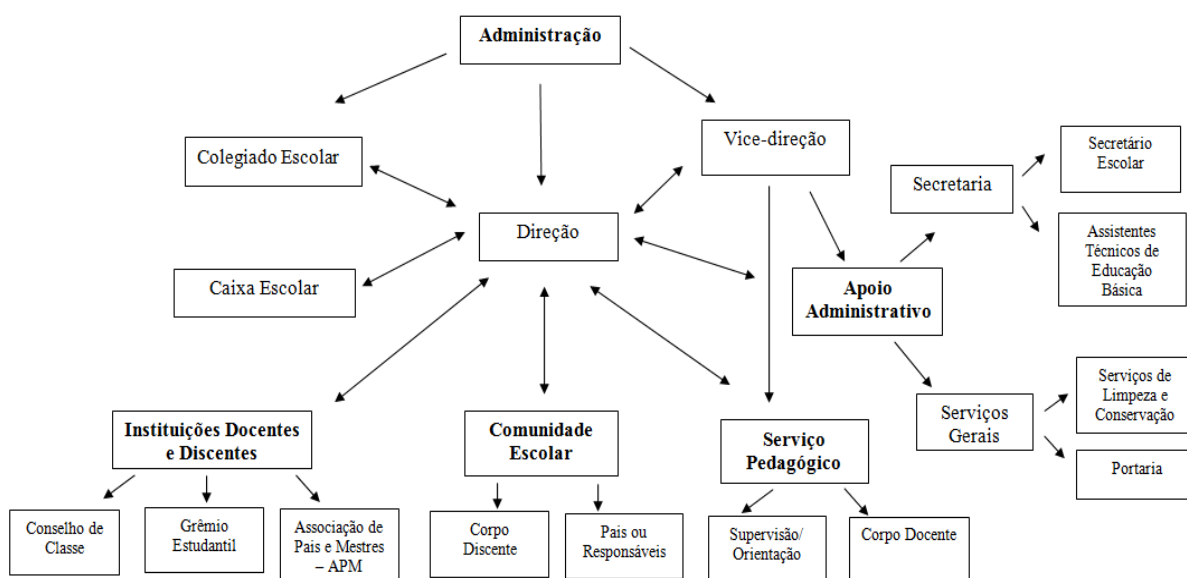 Administração
Colegiado Escolar
Vice-direção
Secretaria
Secretário
Escolar
Assistentes
Técnicos de
Educação
Básica
Direção
Caixa Escolar
Apoio
Administrativo
Serviços
Gerais
Serviços de
Limpeza e
Conservação
Portaria
Instituições Docentes
e Discentes
Comunidade
Escolar
Serviço
Pedagógico
Conselho de
Classe
Grêmio
Estudantil
Associação de
Pais e Mestres
– APM
Corpo
Discente
Pais ou
Responsáveis
Supervisão/
Orientação
Corpo Docente